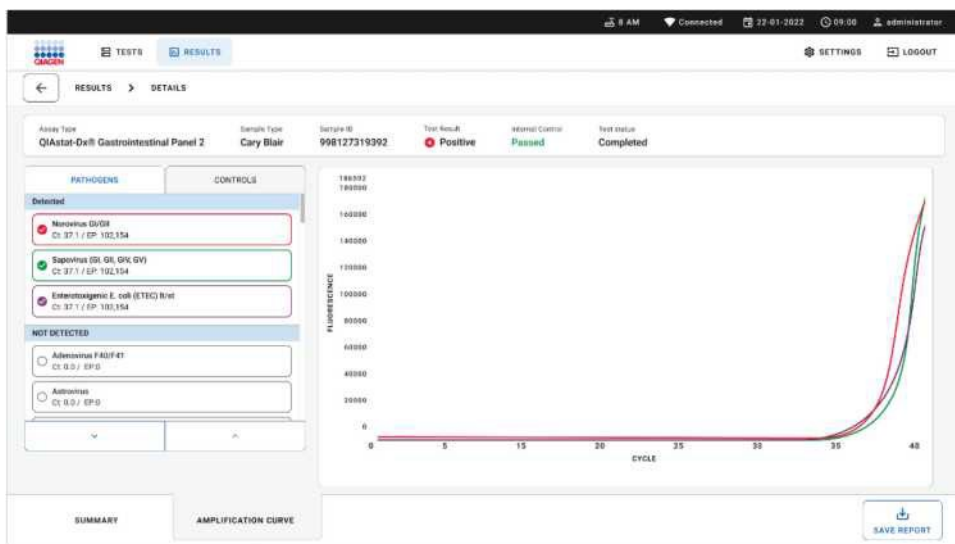 8 AM Connected 22-01-2022 09:00 administrator
QIAGEN TESTS RESULTS SETTINGS LOGOUT
RESULTS > DETAILS
Assay Type Sample Type Sample ID Test Result Internal Control Test status
QIAstat-Dx® Gastrointestinal Panel 2 Cary Blair 998127319392 Positive Passed Completed
PATHOGENS CONTROLS
Detected
Norovirus GI/GII
Ct: 37.1 / EP: 102,154
Sapovirus (GI, GII, GIV, GV)
Ct: 37.1 / EP: 102,154
Enterotoxigenic E. coli (ETEC) lt/st
Ct: 37.1 / EP: 102,154
NOT DETECTED
Adenovirus F40/F41
Ct: 0.0 / EP:0
Astrovirus
Ct: 0.0 / EP:0
186592
180000
160000
140000
120000
100000
80000
60000
40000
20000
0
FLUORESCENCE
0 5 15 20 25 30 35 40
CYCLE
SUMMARY AMPLIFICATION CURVE SAVE REPORT